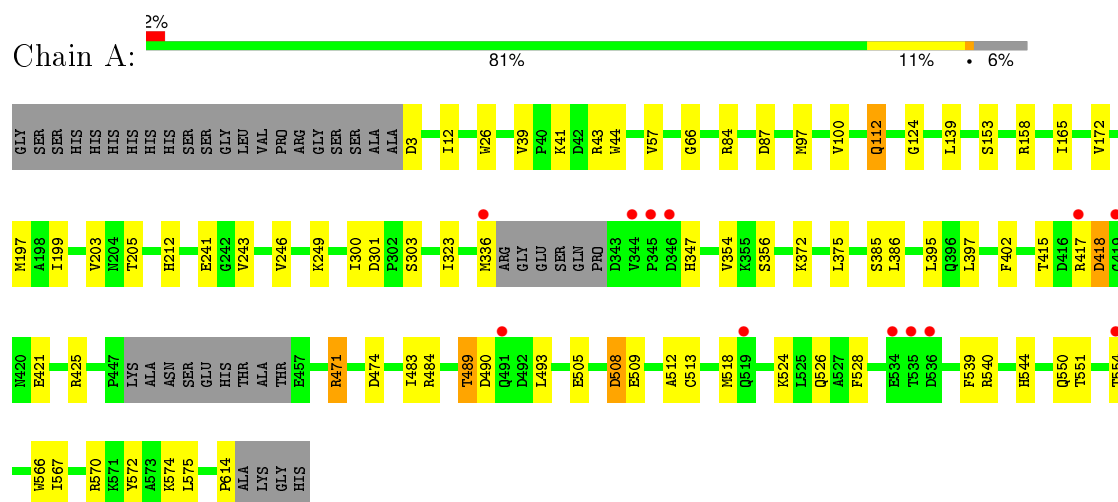 2%
Chain A:
81% 11% • 6%
GLY SER SER HIS HIS HIS HIS HIS HIS SER SER GLY LEU VAL PRO ARG GLY SER SER ALA ALA D3 I12 W26 V39 P40 K41 D42 R43 W44 V57 G66 R84 D87 M97 V100 Q112 G124 L139 S153 R158 I165 V172
M197 A198 I199 V203 N204 T205 H212 E241 G242 V243 V246 K249 I300 D301 P302 S303 I323 M336 ARG GLY GLU SER GLN PRO D343 V344 P345 D346 H347 V354 K355 S356 K372 L375 S385 L386 L395 Q396 L397 F402 T415 D416 R417 D418 G419
N420 E421 R425 P447 LYS ALA ASN SER GLU HIS THR ALA THR E457 R471 D474 I483 R484 T489 D490 Q491 D492 L493 E505 D508 E509 A512 C513 M518 Q519 K524 L525 Q526 A527 F528 E534 T535 D536 F539 R540 H544 Q550 T551 T554
W566 I567 R570 K571 Y572 A573 K574 L575 P614 ALA LYS GLY HIS